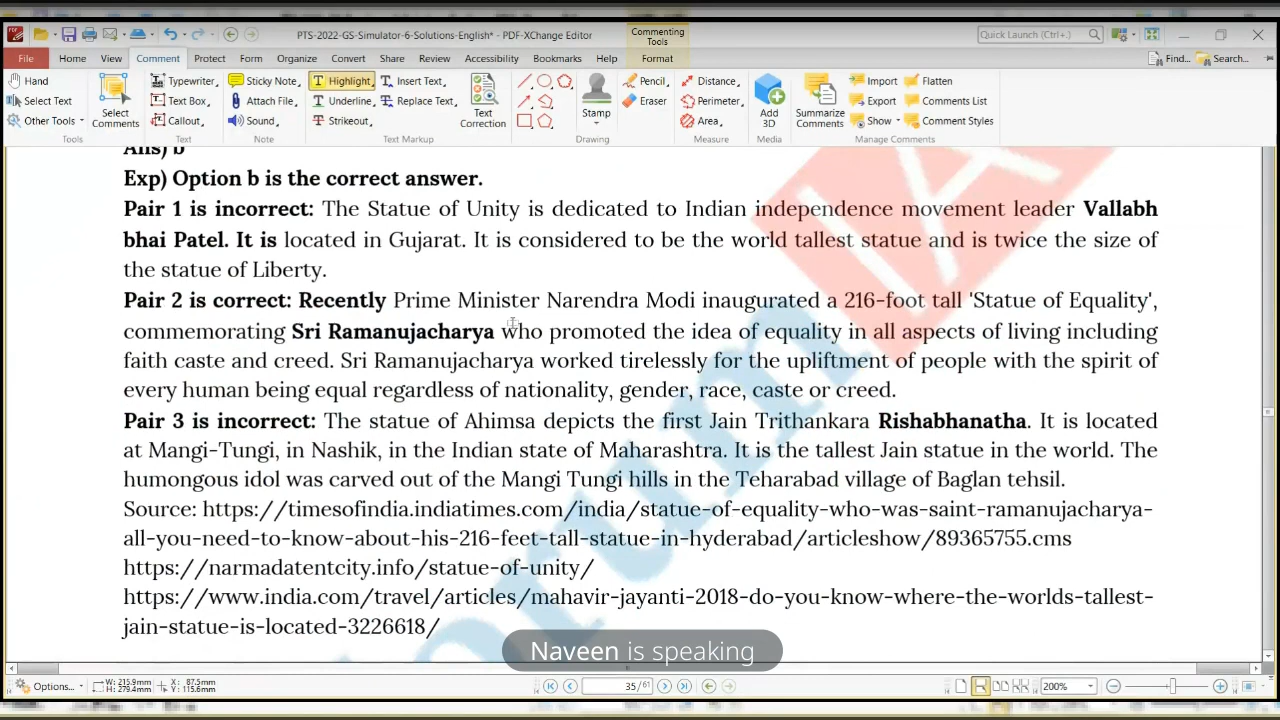 PTS-2022-GS-Simulator-6-Solutions-English* - PDF-XChange Editor
Commenting Tools
Quick Launch (Ctrl+.)
File Home View Comment Protect Form Organize Convert Share Review Accessibility Bookmarks Help Format Find... Search...
Hand Typewriter Sticky Note Highlight Insert Text Pencil Distance Import Flatten
Select Text Text Box Attach File Underline Replace Text Eraser Perimeter Export Comments List
Other Tools Callout Sound Strikeout Area Show Comment Styles
Select Comments Text Correction Stamp Add 3D Summarize Comments
Tools Text Note Text Markup Drawing Measure Media Manage Comments
Ans) b
Exp) Option b is the correct answer.
Pair 1 is incorrect: The Statue of Unity is dedicated to Indian independence movement leader Vallabh
bhai Patel. It is located in Gujarat. It is considered to be the world tallest statue and is twice the size of
the statue of Liberty.
Pair 2 is correct: Recently Prime Minister Narendra Modi inaugurated a 216-foot tall 'Statue of Equality',
commemorating Sri Ramanujacharya who promoted the idea of equality in all aspects of living including
faith caste and creed. Sri Ramanujacharya worked tirelessly for the upliftment of people with the spirit of
every human being equal regardless of nationality, gender, race, caste or creed.
Pair 3 is incorrect: The statue of Ahimsa depicts the first Jain Trithankara Rishabhanatha. It is located
at Mangi-Tungi, in Nashik, in the Indian state of Maharashtra. It is the tallest Jain statue in the world. The
humongous idol was carved out of the Mangi Tungi hills in the Teharabad village of Baglan tehsil.
Source: https://timesofindia.indiatimes.com/india/statue-of-equality-who-was-saint-ramanujacharya-
all-you-need-to-know-about-his-216-feet-tall-statue-in-hyderabad/articleshow/89365755.cms
https://narmadatentcity.info/statue-of-unity/
https://www.india.com/travel/articles/mahavir-jayanti-2018-do-you-know-where-the-worlds-tallest-
jain-statue-is-located-3226618/
Naveen is speaking
Options... W: 215.9mm X: 87.5mm 35/61 200%
H: 279.4mm Y: 115.6mm